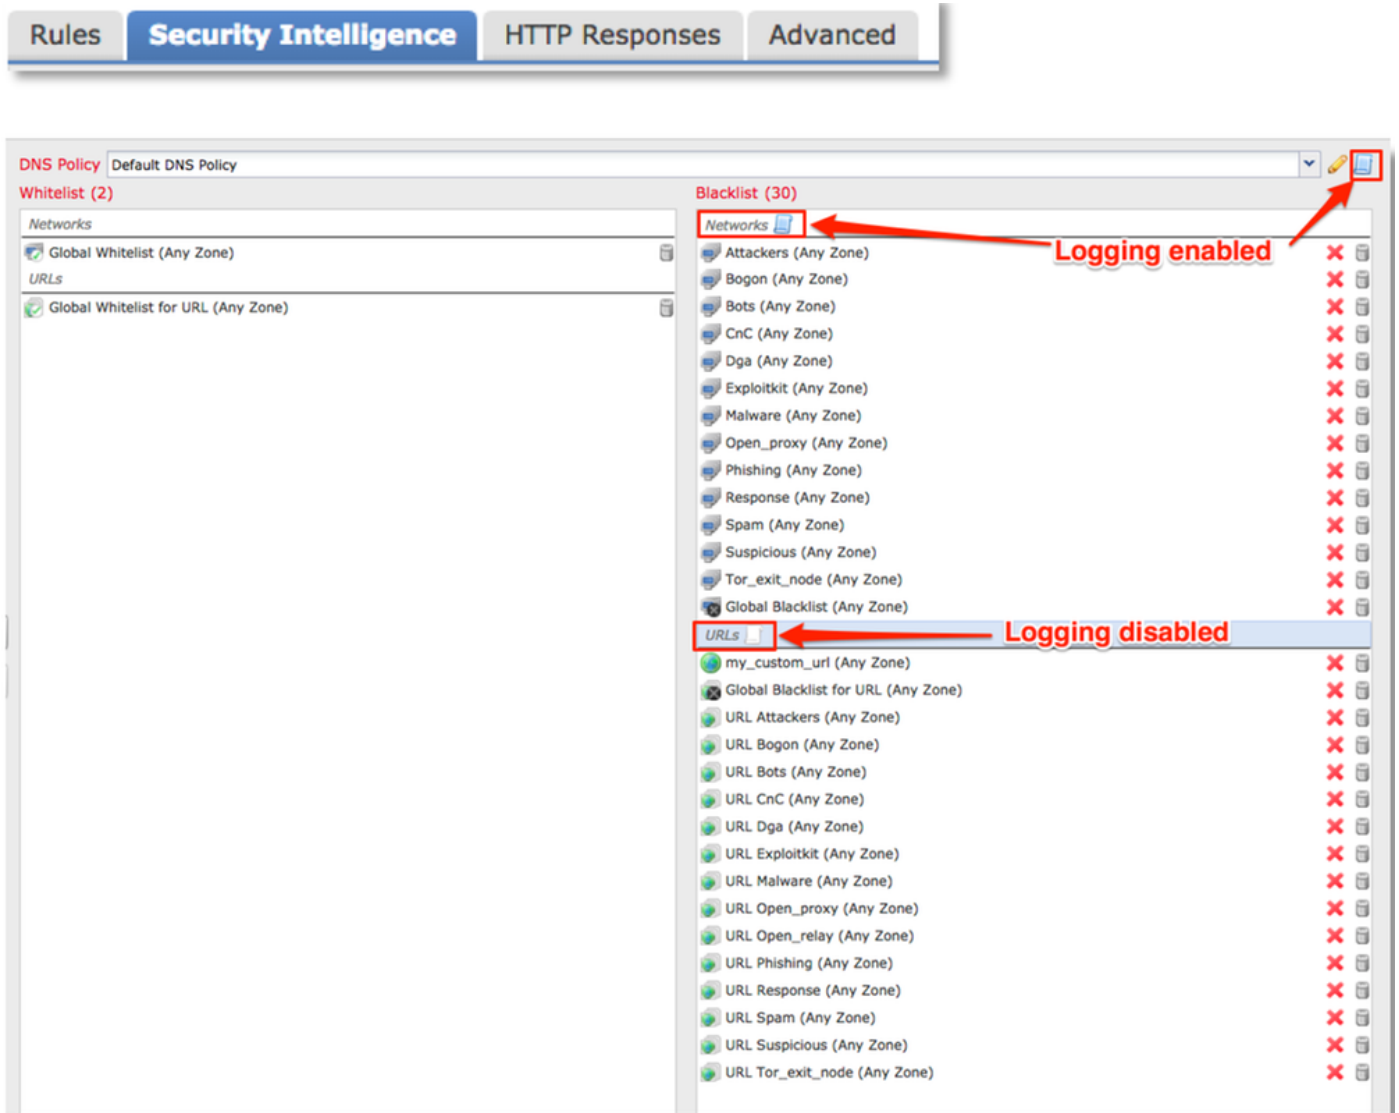 Rules Security Intelligence HTTP Responses Advanced
DNS Policy Default DNS Policy
Whitelist (2)
Networks
Global Whitelist (Any Zone)
URLs
Global Whitelist for URL (Any Zone)
Blacklist (30)
Networks
Logging enabled
Attackers (Any Zone)
Bogon (Any Zone)
Bots (Any Zone)
CnC (Any Zone)
Dga (Any Zone)
Exploitkit (Any Zone)
Malware (Any Zone)
Open_proxy (Any Zone)
Phishing (Any Zone)
Response (Any Zone)
Spam (Any Zone)
Suspicious (Any Zone)
Tor_exit_node (Any Zone)
Global Blacklist (Any Zone)
URLs
Logging disabled
my_custom_url (Any Zone)
Global Blacklist for URL (Any Zone)
URL Attackers (Any Zone)
URL Bogon (Any Zone)
URL Bots (Any Zone)
URL CnC (Any Zone)
URL Dga (Any Zone)
URL Exploitkit (Any Zone)
URL Malware (Any Zone)
URL Open_proxy (Any Zone)
URL Open_relay (Any Zone)
URL Phishing (Any Zone)
URL Response (Any Zone)
URL Spam (Any Zone)
URL Suspicious (Any Zone)
URL Tor_exit_node (Any Zone)